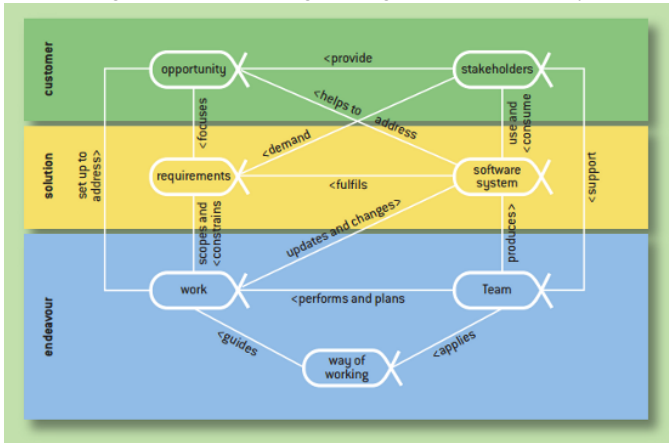 customer
opportunity
<provide
stakeholders
<helps to address
<focuses
<demand
use and
<consume
solution
set up to
address>
requirements
<fulfils
software
system
<support
scopes and
<constrains
updates and changes>
produces>
endeavour
work
<performs and plans
Team
<guides
way of
working
<applies